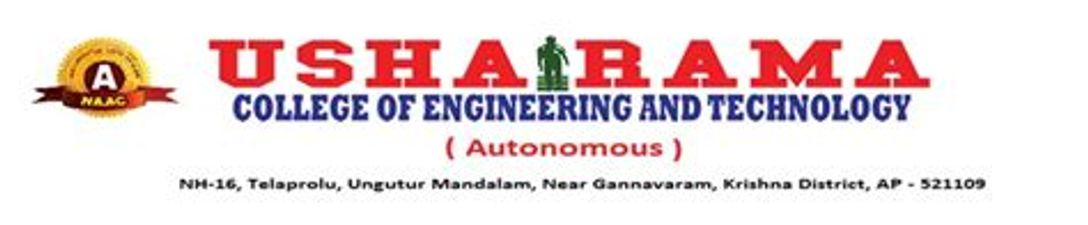 A
NAAC
USHA RAMA
COLLEGE OF ENGINEERING AND TECHNOLOGY
( Autonomous )
NH-16, Telaprolu, Ungutur Mandalam, Near Gannavaram, Krishna District, AP - 521109